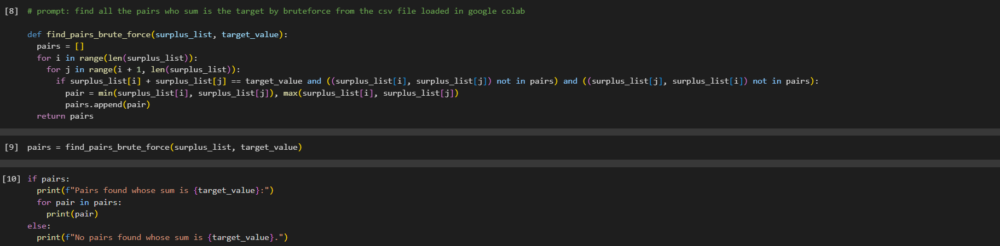 [8] # prompt: find all the pairs who sum is the target by bruteforce from the csv file loaded in google colab
def find_pairs_brute_force(surplus_list, target_value):
pairs = []
for i in range(len(surplus_list)):
for j in range(i + 1, len(surplus_list)):
if surplus_list[i] + surplus_list[j] == target_value and ((surplus_list[i], surplus_list[j]) not in pairs) and ((surplus_list[j], surplus_list[i]) not in pairs):
pair = min(surplus_list[i], surplus_list[j]), max(surplus_list[i], surplus_list[j])
pairs.append(pair)
return pairs
[9] pairs = find_pairs_brute_force(surplus_list, target_value)
[10] if pairs:
print(f"Pairs found whose sum is {target_value}:")
for pair in pairs:
print(pair)
else:
print(f"No pairs found whose sum is {target_value}.")